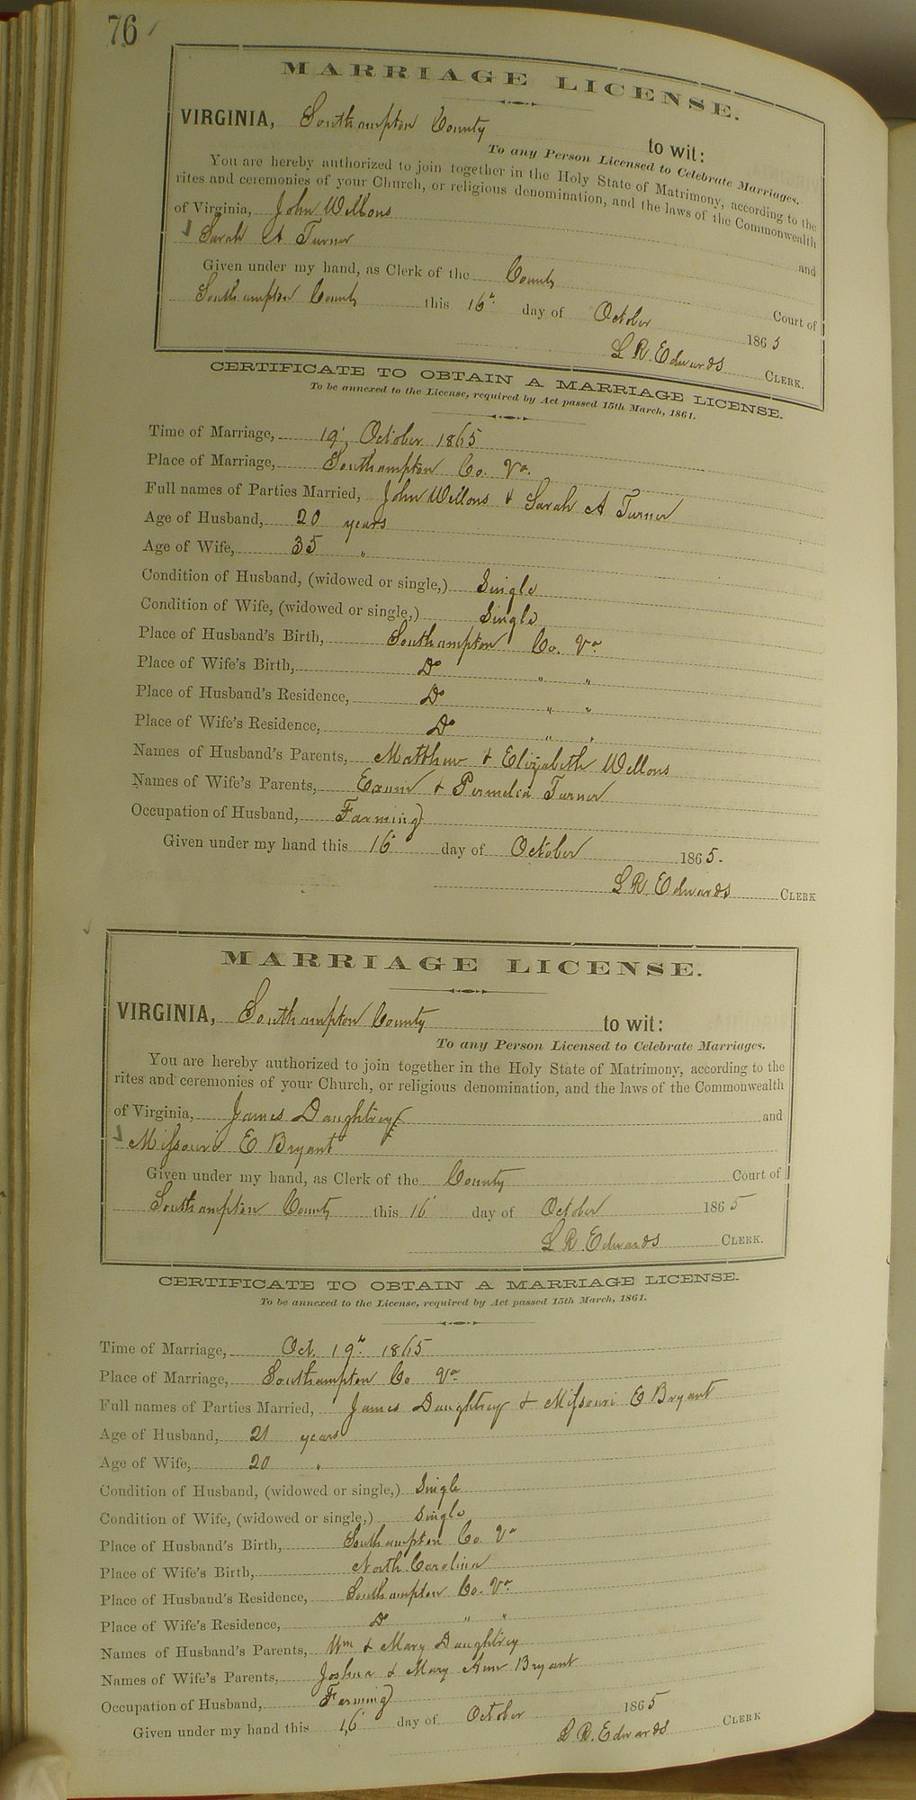 76
MARRIAGE LICENSE.
VIRGINIA, Southampton County to wit:
To any Person Licensed to Celebrate Marriages.
You are hereby authorized to join together in the Holy State of Matrimony, according to the
rites and ceremonies of your Church, or religious denomination, and the laws of the Commonwealth
of Virginia, John Wellons and
Sarah A Turner
Given under my hand, as Clerk of the County Court of
Southampton County this 16th day of October 1865
L R Edwards CLERK.
CERTIFICATE TO OBTAIN A MARRIAGE LICENSE.
To be annexed to the License, required by Act passed 15th March, 1861.
Time of Marriage, 19' October 1865
Place of Marriage, Southampton Co. Va.
Full names of Parties Married, John Wellons & Sarah A Turner
Age of Husband, 20 years
Age of Wife, 35 "
Condition of Husband, (widowed or single,) Single
Condition of Wife, (widowed or single,) Single
Place of Husband's Birth, Southampton Co. Va
Place of Wife's Birth, Do " "
Place of Husband's Residence, Do " "
Place of Wife's Residence, Do " "
Names of Husband's Parents, Matthew & Elizabeth Wellons
Names of Wife's Parents, Exum & Permelia Turner
Occupation of Husband, Farming
Given under my hand this 16 day of October 1865.
L R Edwards CLERK
MARRIAGE LICENSE.
VIRGINIA, Southampton County to wit:
To any Person Licensed to Celebrate Marriages.
You are hereby authorized to join together in the Holy State of Matrimony, according to the
rites and ceremonies of your Church, or religious denomination, and the laws of the Commonwealth
of Virginia, James Daughtrey and
Missouri E Bryant
Given under my hand, as Clerk of the County Court of
Southampton County this 16 day of October 1865
L R Edwards CLERK.
CERTIFICATE TO OBTAIN A MARRIAGE LICENSE.
To be annexed to the License, required by Act passed 15th March, 1861.
Time of Marriage, Oct. 19th 1865
Place of Marriage, Southampton Co Va
Full names of Parties Married, James Daughtrey & Missouri E Bryant
Age of Husband, 21 years
Age of Wife, 20 "
Condition of Husband, (widowed or single,) Single
Condition of Wife, (widowed or single,) Single
Place of Husband's Birth, Southampton Co. Va
Place of Wife's Birth, North Carolina
Place of Husband's Residence, Southampton Co. Va
Place of Wife's Residence, Do " "
Names of Husband's Parents, Wm & Mary Daughtrey
Names of Wife's Parents, Joshua & Mary Ann Bryant
Occupation of Husband, Farming
Given under my hand this 16 day of October 1865
L R. Edwards CLERK